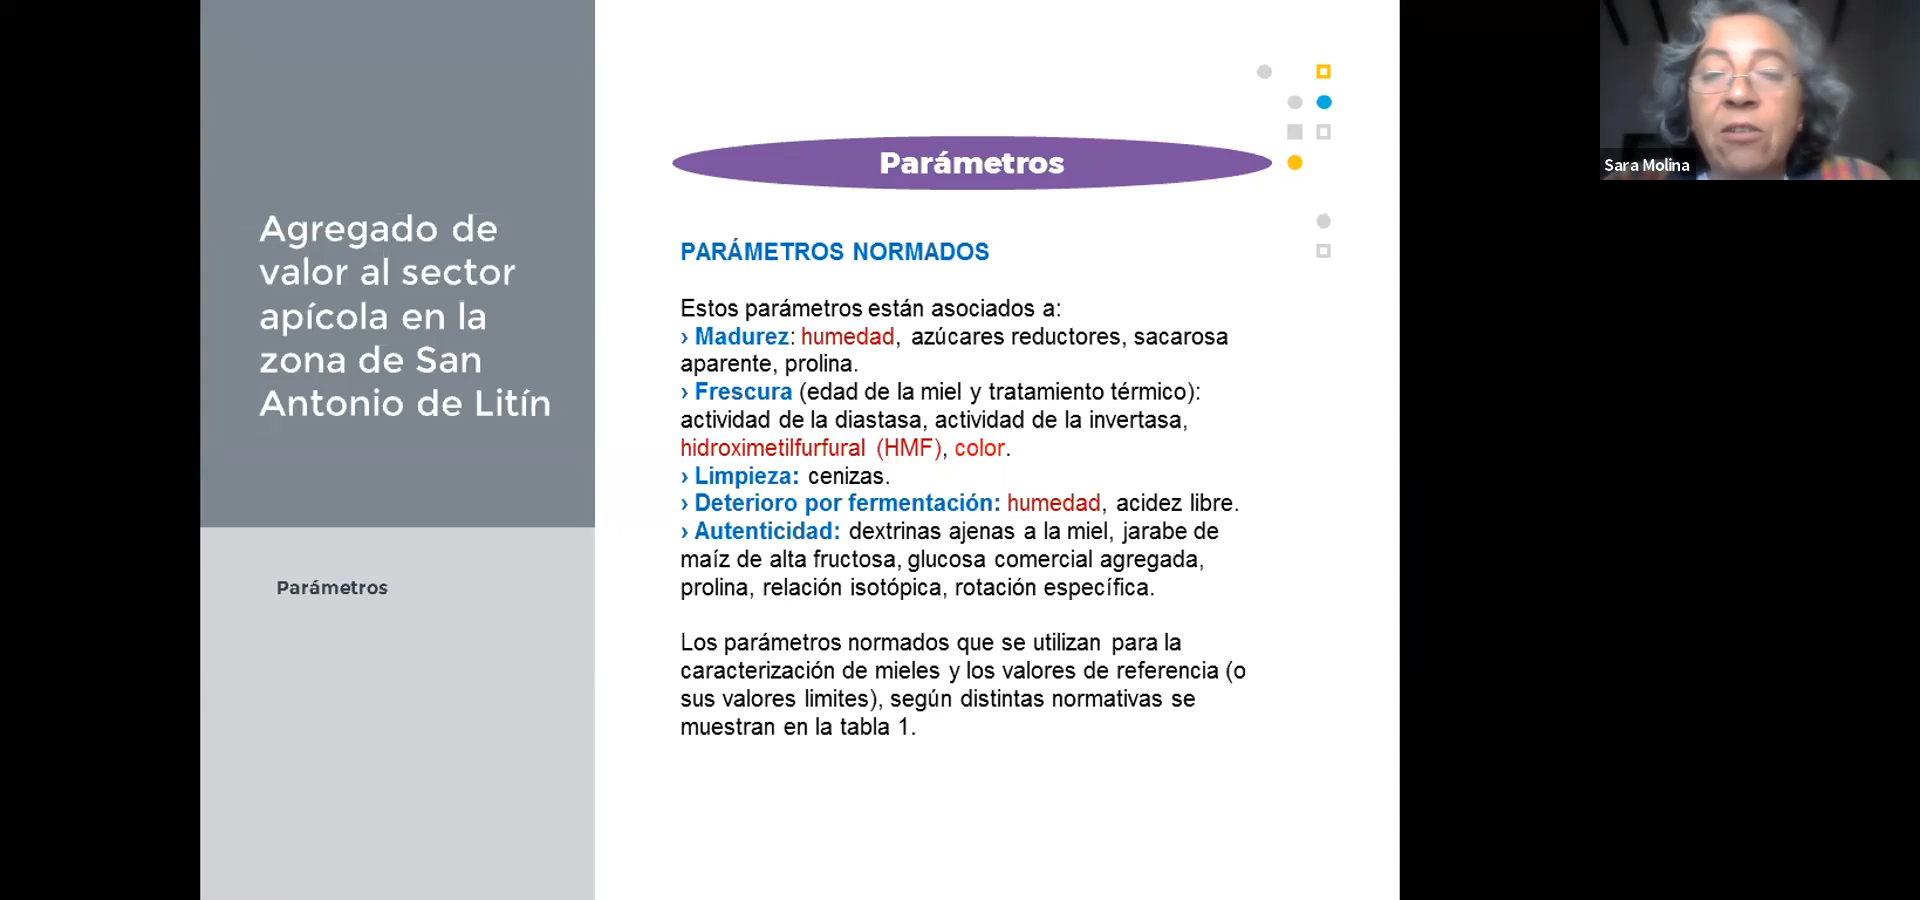 Agregado de
valor al sector
apícola en la
zona de San
Antonio de Litín
Parámetros
Parámetros
PARÁMETROS NORMADOS
Estos parámetros están asociados a:
› Madurez: humedad, azúcares reductores, sacarosa
aparente, prolina.
› Frescura (edad de la miel y tratamiento térmico):
actividad de la diastasa, actividad de la invertasa,
hidroximetilfurfural (HMF), color.
› Limpieza: cenizas.
› Deterioro por fermentación: humedad, acidez libre.
› Autenticidad: dextrinas ajenas a la miel, jarabe de
maíz de alta fructosa, glucosa comercial agregada,
prolina, relación isotópica, rotación específica.
Los parámetros normados que se utilizan para la
caracterización de mieles y los valores de referencia (o
sus valores limites), según distintas normativas se
muestran en la tabla 1.
Sara Molina